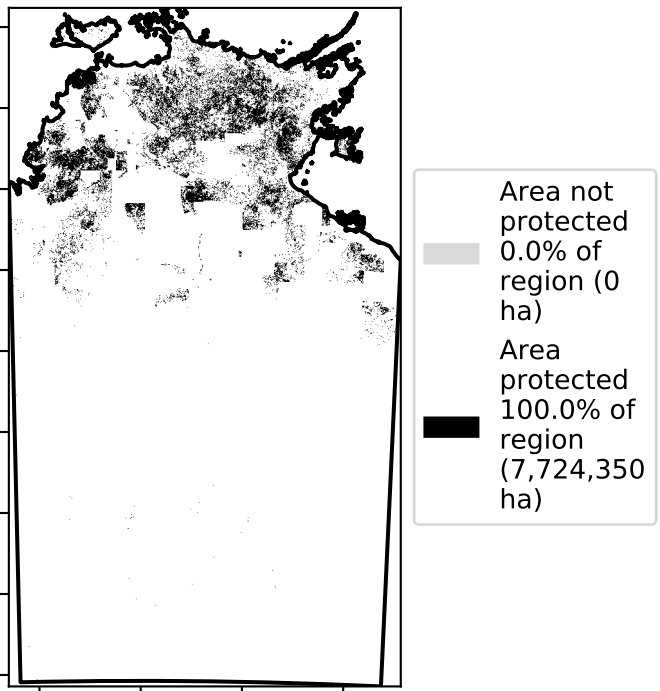 Area not
protected
0.0% of
region (0
ha)
Area
protected
100.0% of
region
(7,724,350
ha)